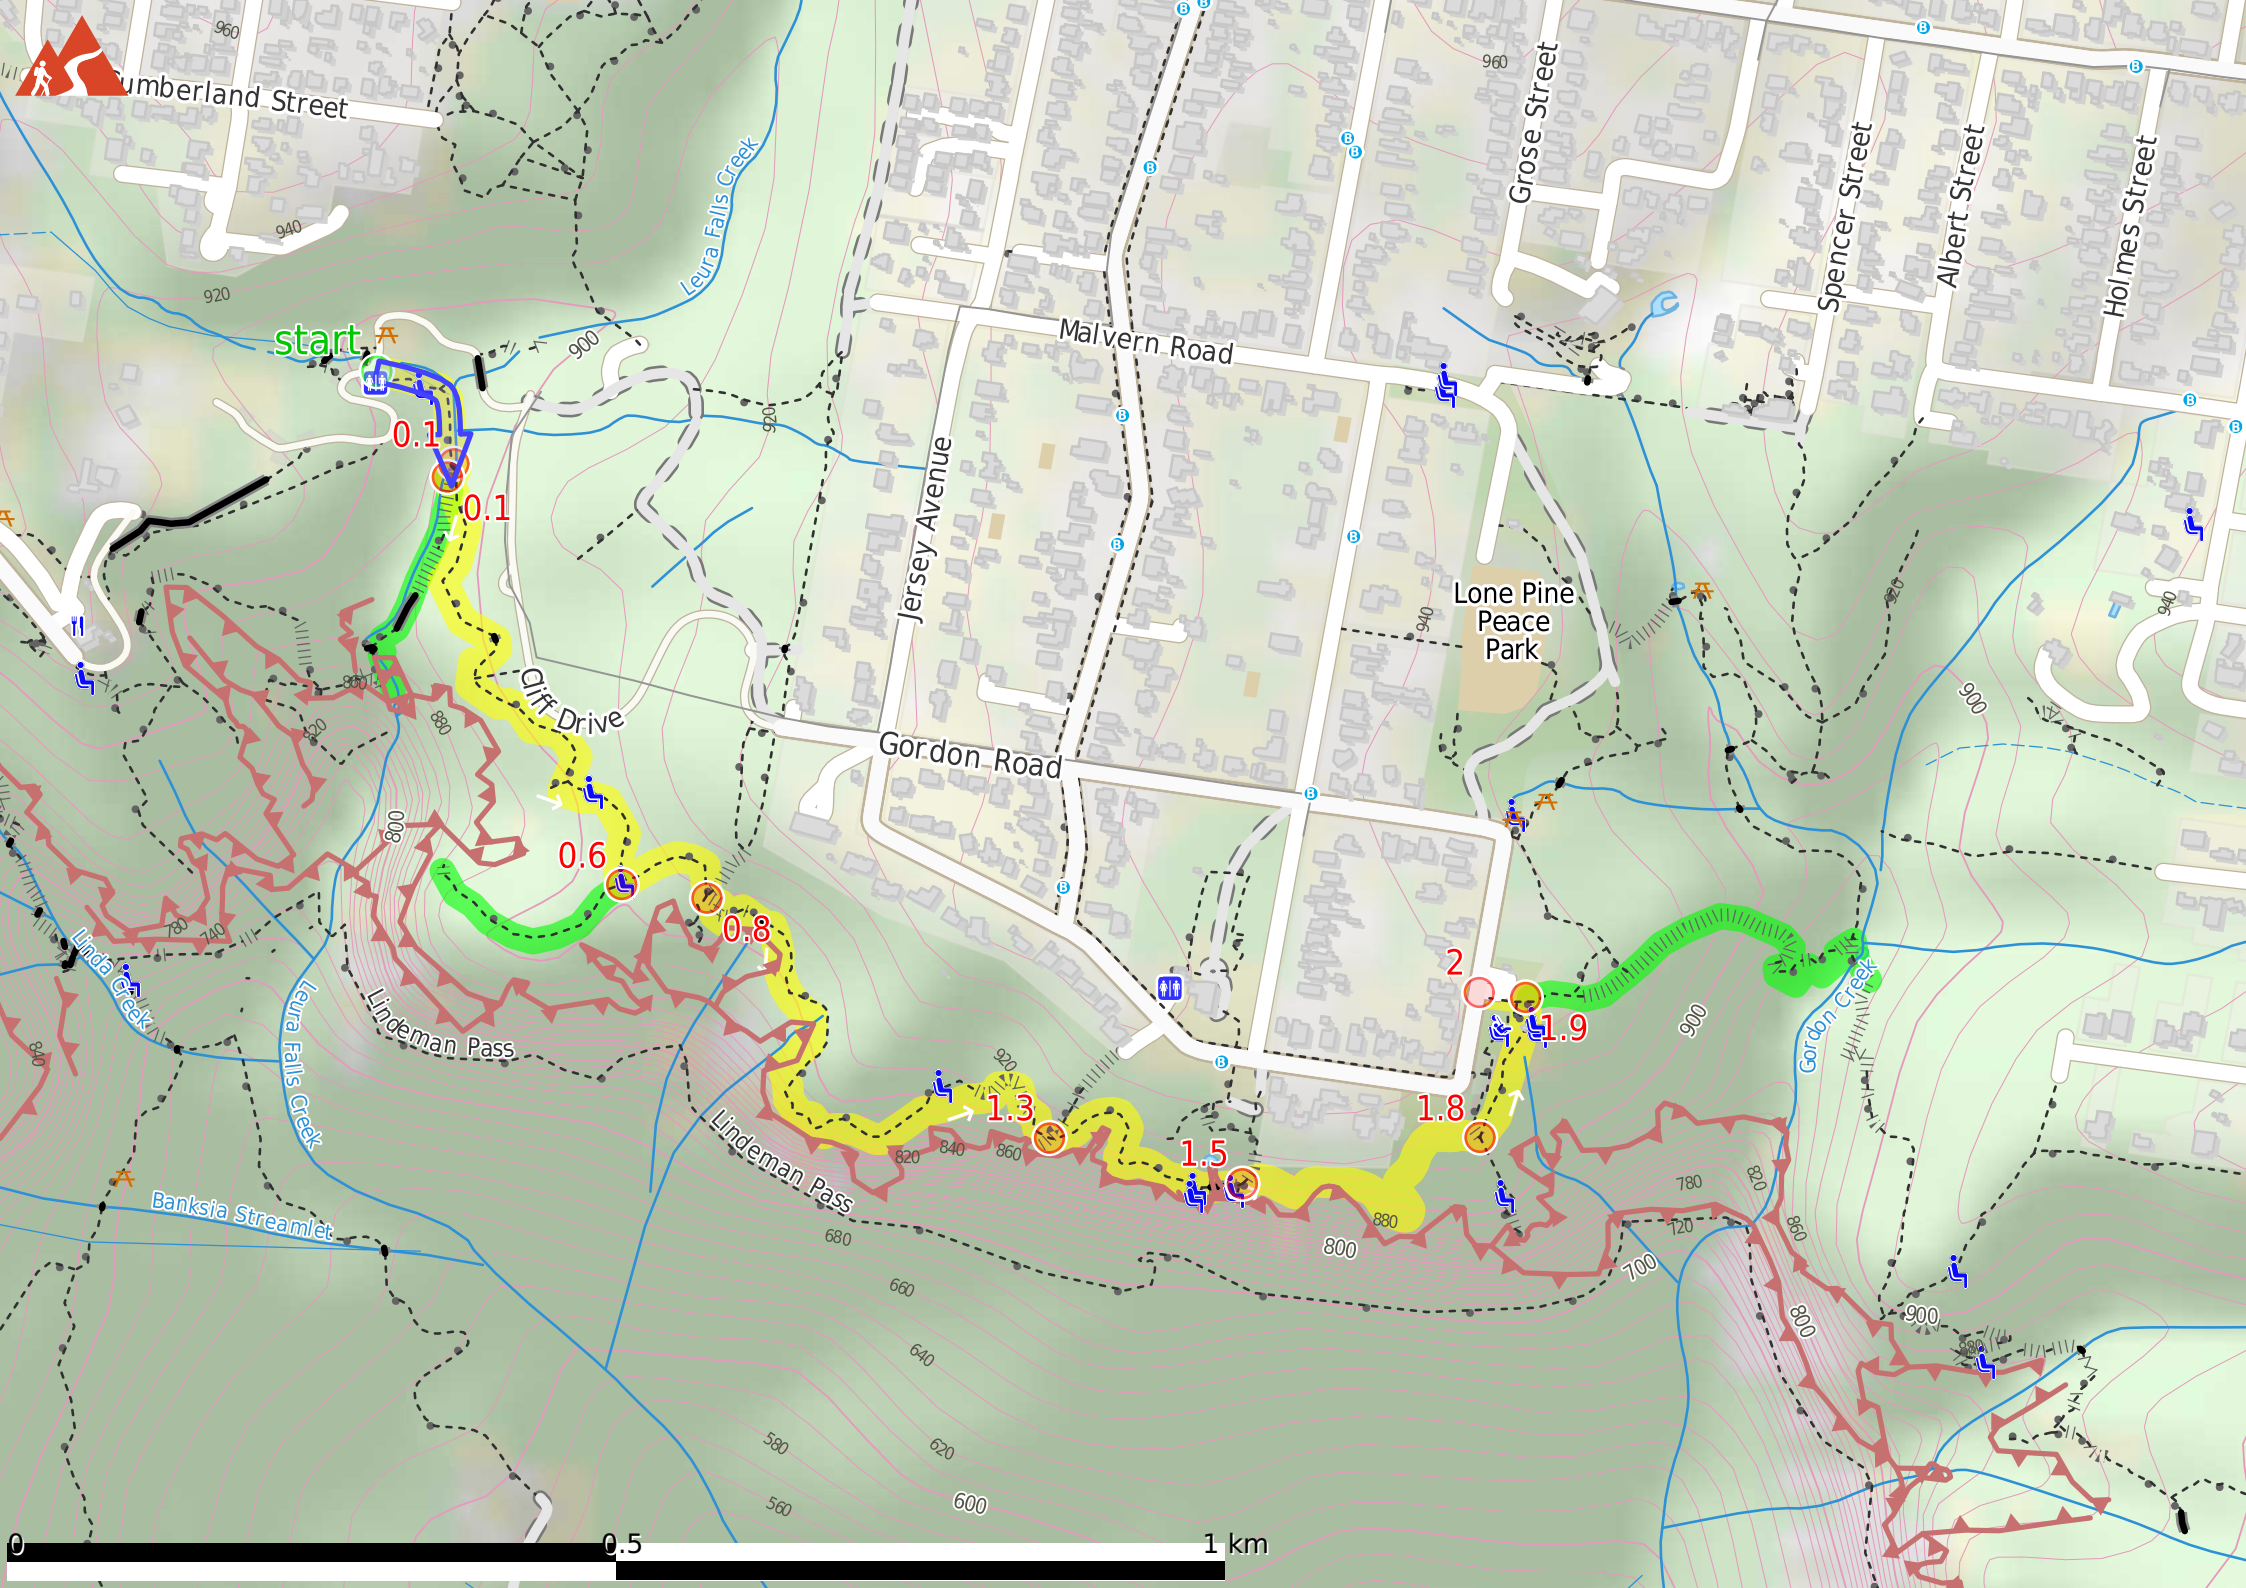 960
960
Cumberland Street
Grose Street
Spencer Street
Albert Street
Holmes Street
Leura Falls Creek
940
920
900
920
start
Malvern Road
0.1
0.1
Jersey Avenue
Lone Pine
Peace
Park
940
920
940
900
Cliff Drive
860
880
820
800
Gordon Road
0.6
0.8
780
740
Linda Creek
Leura Falls Creek
Lindeman Pass
840
2
1.9
900
Gordon Creek
920
1.3
1.8
1.5
Lindeman Pass
820
840
860
880
800
780
820
860
720
700
680
660
640
620
600
580
560
800
900
880
Banksia Streamlet
0
0.5
1 km